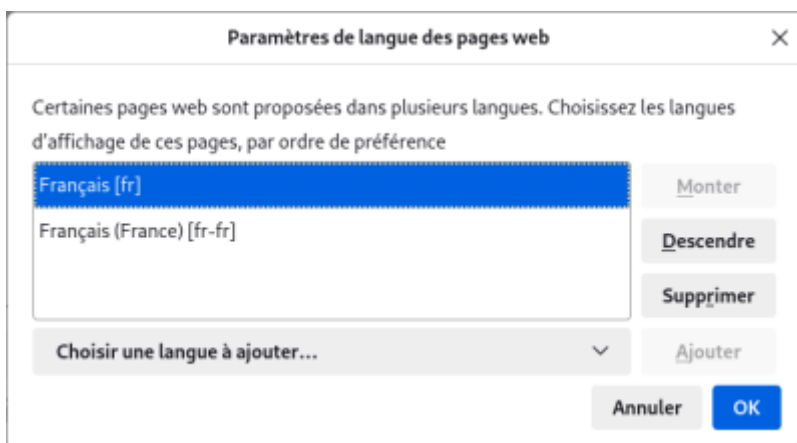 Paramètres de langue des pages web
Certaines pages web sont proposées dans plusieurs langues. Choisissez les langues
d’affichage de ces pages, par ordre de préférence
Français [fr]
Monter
Français (France) [fr-fr]
Descendre
Supprimer
Choisir une langue à ajouter...
Ajouter
Annuler
OK